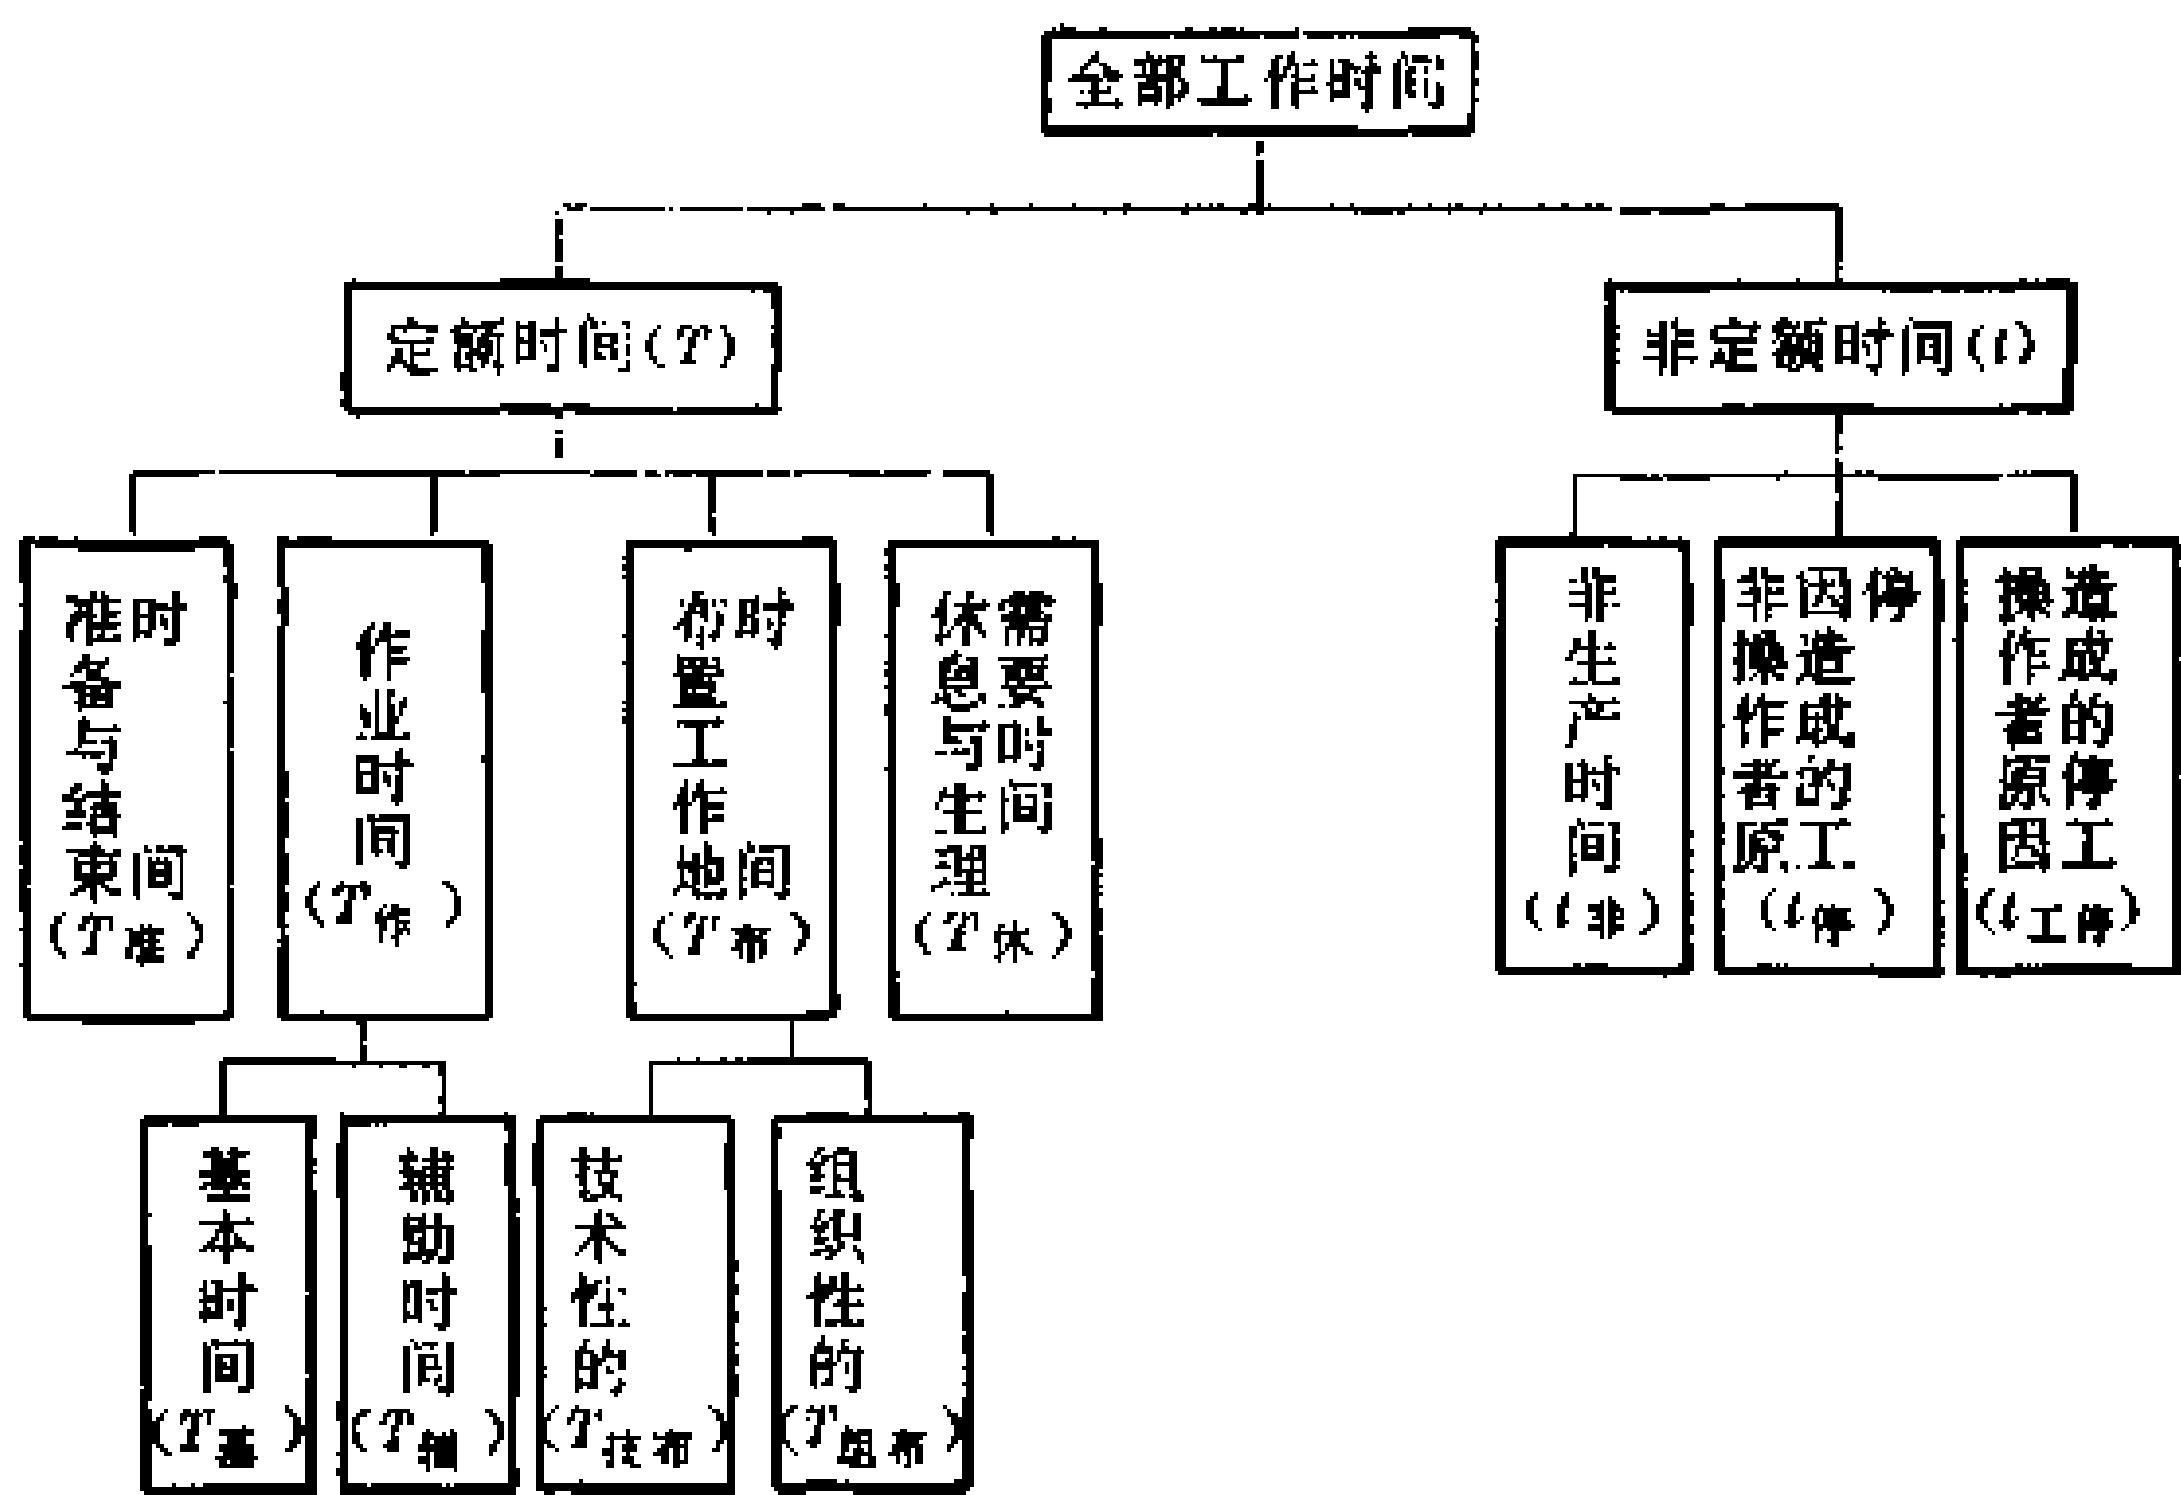 全部工作时间
定额时间(T)
非定额时间(t)
准备与结束时间
(T准)
作业时间
(T作)
布置工作地时间
(T布)
休息与生理需要时间
(T休)
非生产时间
(t非)
非操作者原因造成的停工
(t停)
操作者原因造成的停工
(t工停)
基本时间
(T基)
辅助时间
(T辅)
技术性的
(T技布)
组织性的
(T组布)